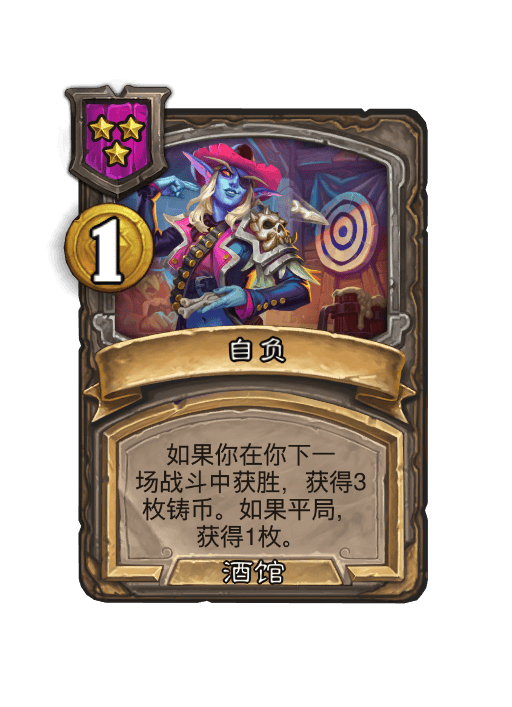 1
自负
如果你在你下一
场战斗中获胜，获得3
枚铸币。如果平局，
获得1枚。
酒馆